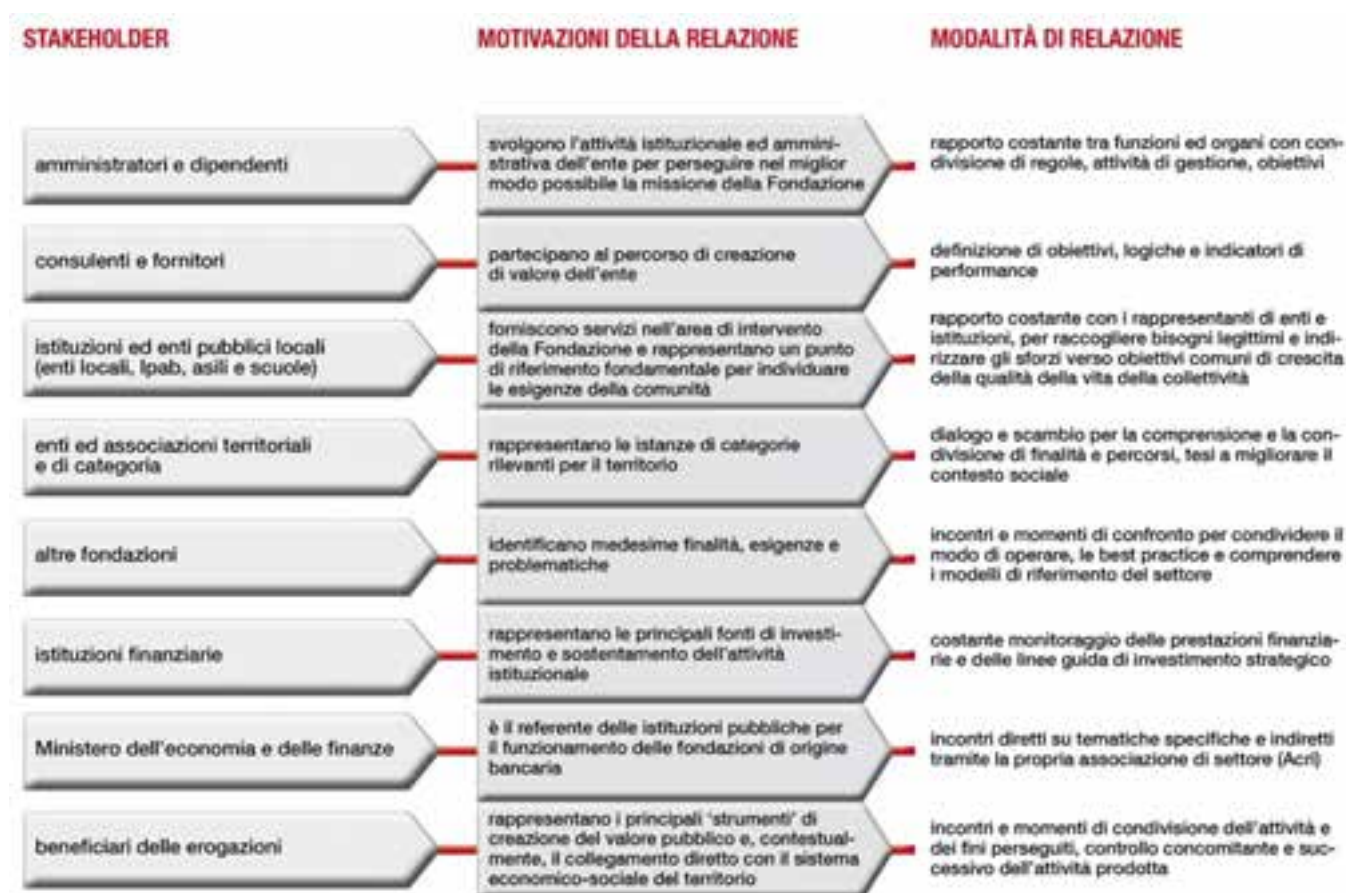 STAKEHOLDER
MOTIVAZIONI DELLA RELAZIONE
MODALITÀ DI RELAZIONE
amministratori e dipendenti
svolgono l'attività istituzionale ed ammini-
strativa dell'ente per perseguire nel miglior
modo possibile la missione della Fondazione
rapporto costante tra funzioni ed organi con con-
divisione di regole, attività di gestione, obiettivi
consulenti e fornitori
partecipano al percorso di creazione
di valore dell'ente
definizione di obiettivi, logiche e indicatori di
performance
istituzioni ed enti pubblici locali
(enti locali, Ipab, asili e scuole)
forniscono servizi nell'area di intervento
della Fondazione e rappresentano un punto
di riferimento fondamentale per individuare
le esigenze della comunità
rapporto costante con i rappresentanti di enti e
istituzioni, per raccogliere bisogni legittimi e indi-
rizzare gli sforzi verso obiettivi comuni di crescita
della qualità della vita della collettività
enti ed associazioni territoriali
e di categoria
rappresentano le istanze di categorie
rilevanti per il territorio
dialogo e scambio per la comprensione e la con-
divisione di finalità e percorsi, tesi a migliorare il
contesto sociale
altre fondazioni
identificano medesime finalità, esigenze e
problematiche
incontri e momenti di confronto per condividere il
modo di operare, le best practice e comprendere
i modelli di riferimento del settore
istituzioni finanziarie
rappresentano le principali fonti di investi-
mento e sostentamento dell'attività
istituzionale
costante monitoraggio delle prestazioni finanzia-
rie e delle linee guida di investimento strategico
Ministero dell'economia e delle finanze
è il referente delle istituzioni pubbliche per
il funzionamento delle fondazioni di origine
bancaria
incontri diretti su tematiche specifiche e indiretti
tramite la propria associazione di settore (Acri)
beneficiari delle erogazioni
rappresentano i principali 'strumenti' di
creazione del valore pubblico e, contestual-
mente, il collegamento diretto con il sistema
economico-sociale del territorio
incontri e momenti di condivisione dell'attività e
dei fini perseguiti, controllo concomitante e suc-
cessivo dell'attività prodotta